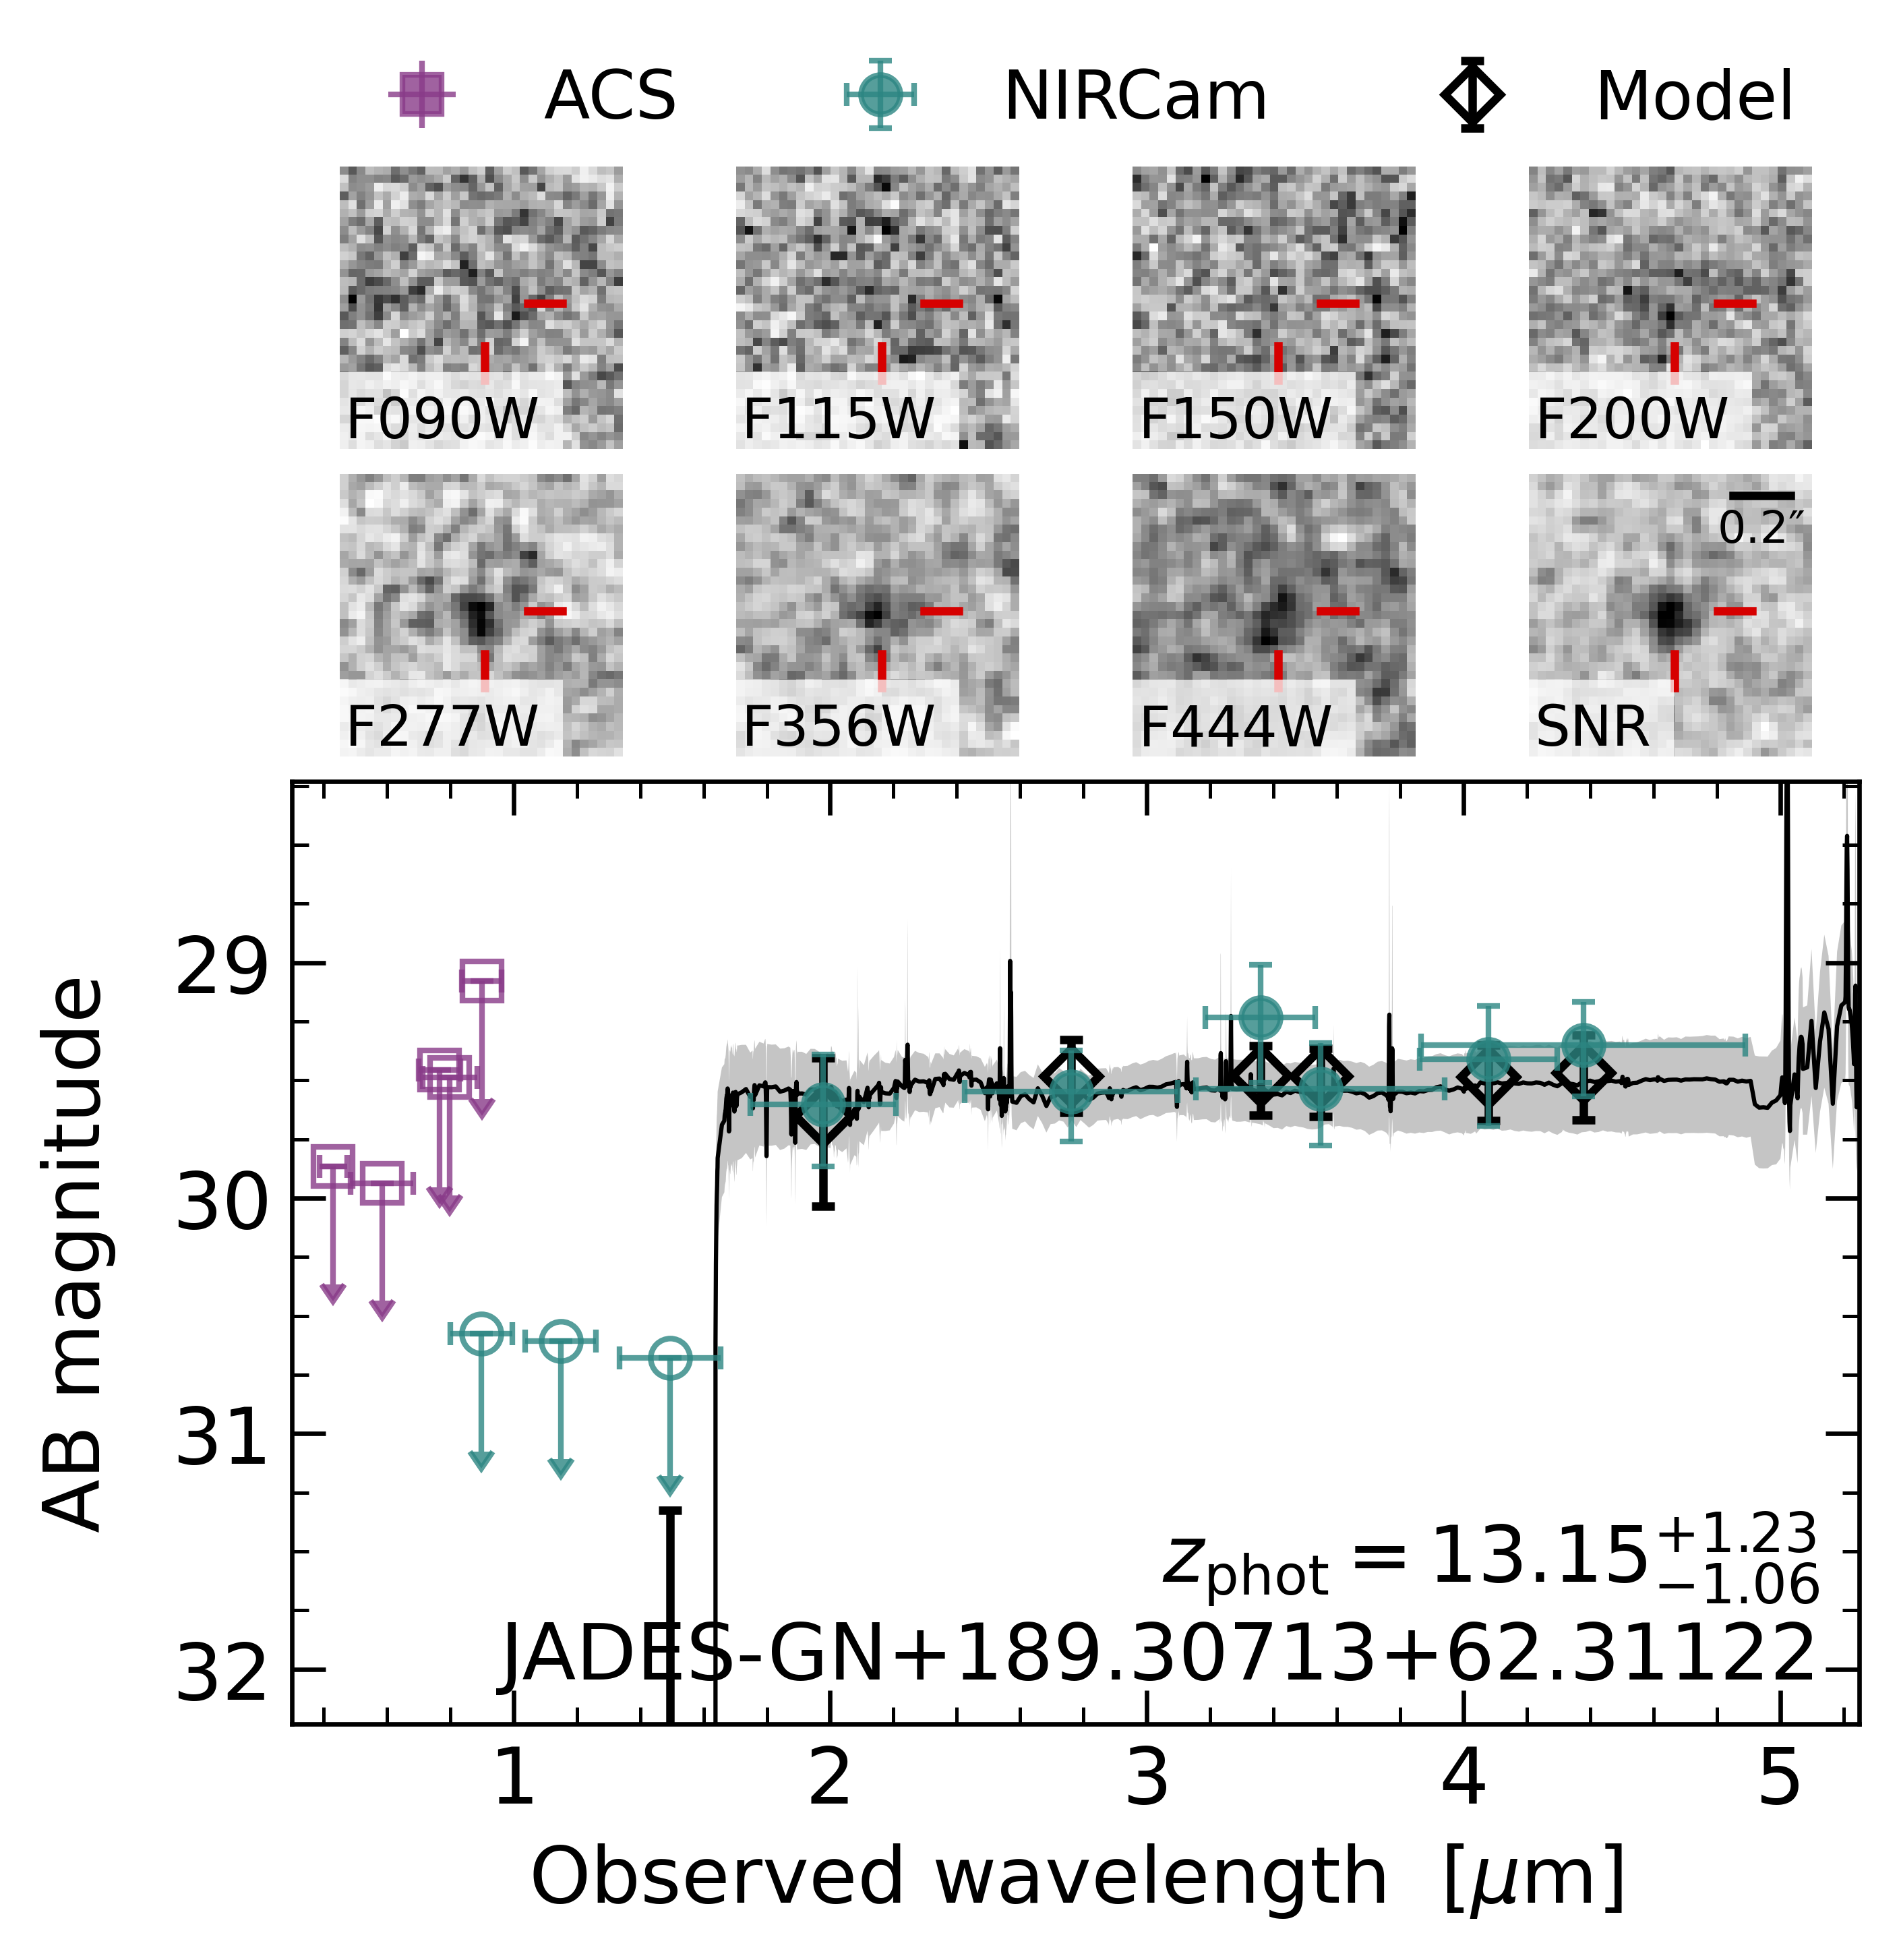 ACS NIRCam Model
F090W F115W F150W F200W
0.2″
F277W F356W F444W SNR
AB magnitude
29
30
31
32
z_phot = 13.15^{+1.23}_{−1.06}
JADES-GN+189.30713+62.31122
1 2 3 4 5
Observed wavelength [μm]